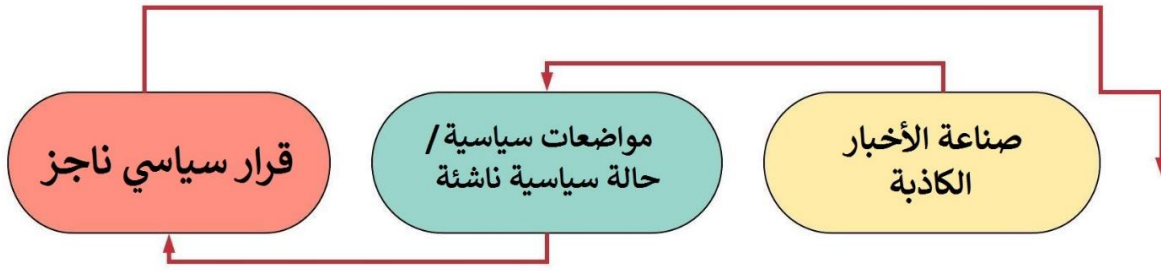 صناعة الأخبار
الكاذبة
مواضعات سياسية/
حالة سياسية ناشئة
قرار سياسي ناجز